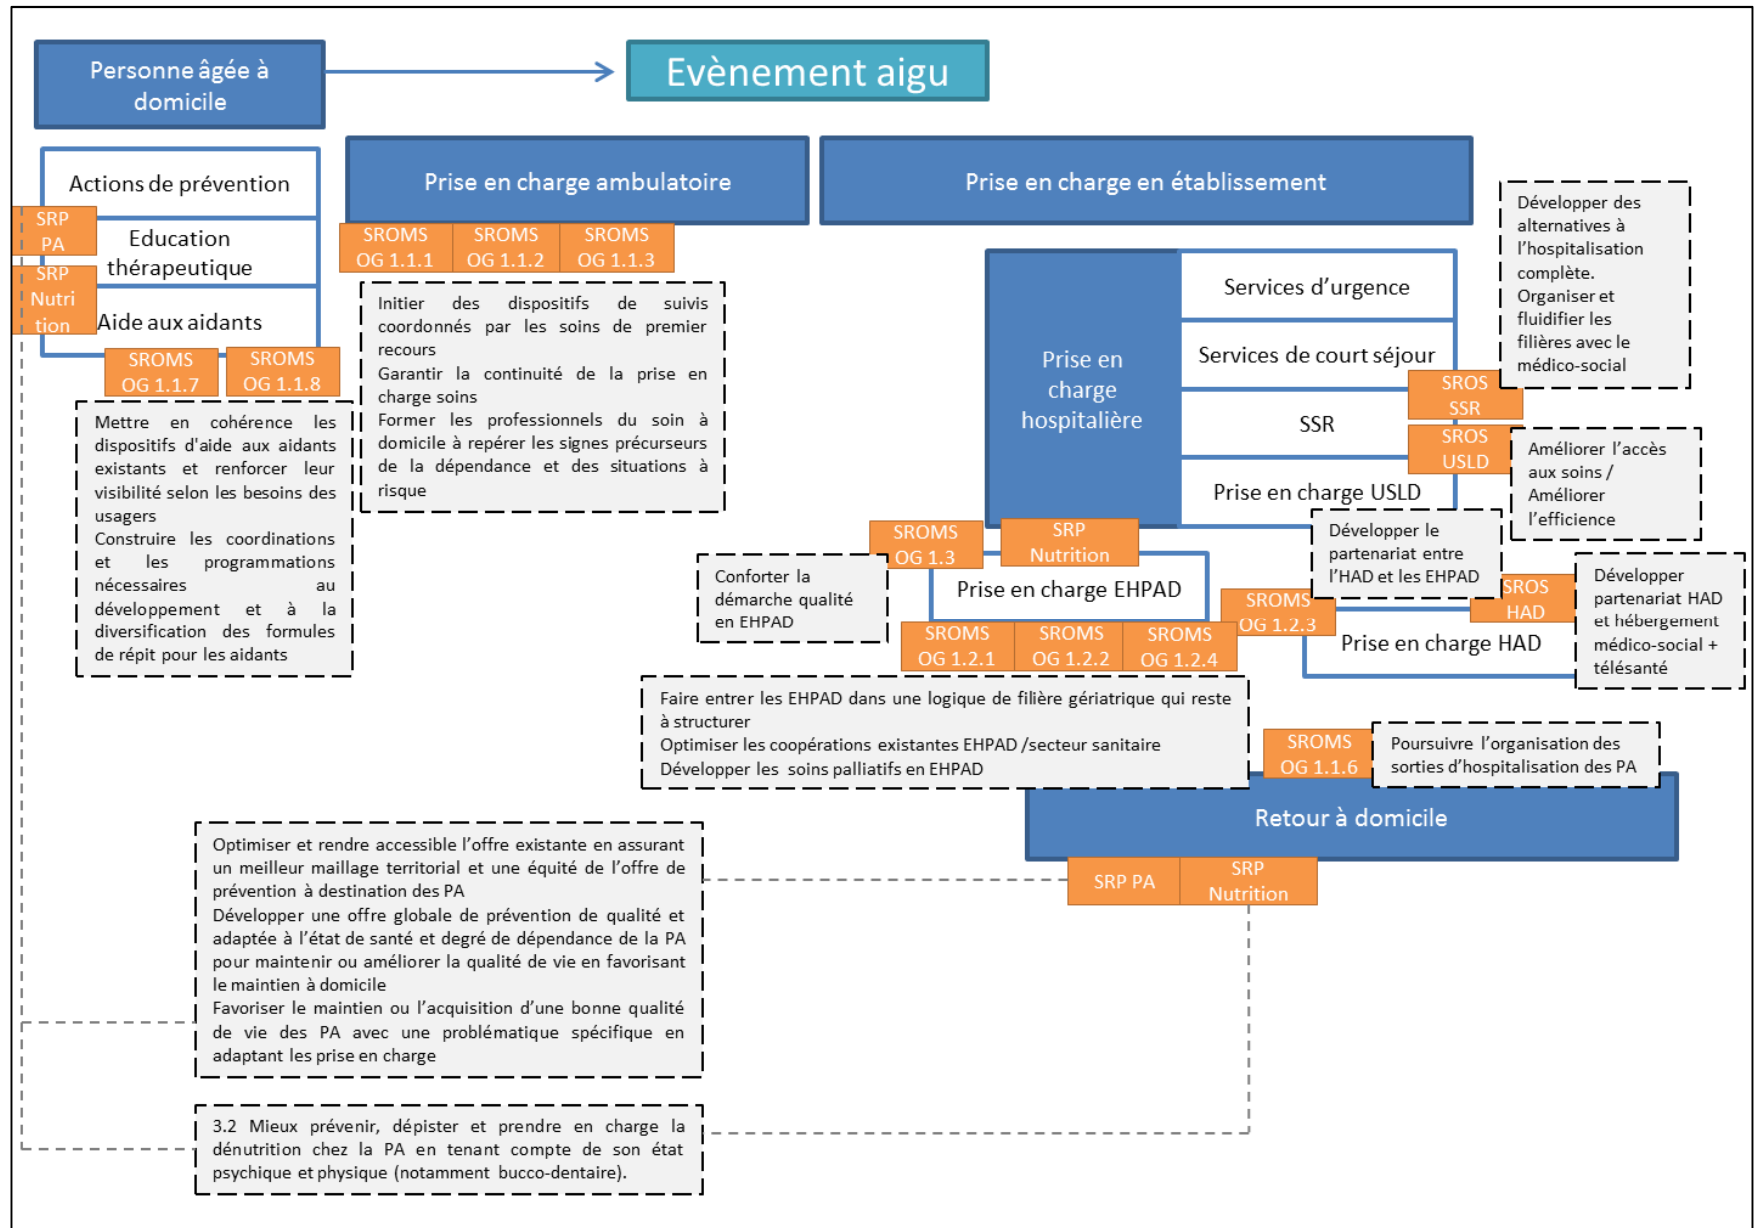 Personne âgée à
domicile
Evènement aigu
Actions de prévention
SRP
PA
Education
thérapeutique
SRP
Nutri
tion
Aide aux aidants
SROMS
OG 1.1.7
SROMS
OG 1.1.8
Mettre en cohérence les
dispositifs d'aide aux aidants
existants et renforcer leur
visibilité selon les besoins des
usagers
Construire les coordinations
et les programmations
nécessaires au
développement et à la
diversification des formules
de répit pour les aidants
Prise en charge ambulatoire
SROMS
OG 1.1.1
SROMS
OG 1.1.2
SROMS
OG 1.1.3
Initier des dispositifs de suivis
coordonnés par les soins de premier
recours
Garantir la continuité de la prise en
charge soins
Former les professionnels du soin à
domicile à repérer les signes précurseurs
de la dépendance et des situations à
risque
Prise en charge en établissement
Prise en
charge
hospitalière
Services d’urgence
Services de court séjour
SSR
Prise en charge USLD
Développer des
alternatives à
l’hospitalisation
complète.
Organiser et
fluidifier les
filières avec le
médico-social
SROS
SSR
SROS
USLD
Améliorer l’accès
aux soins /
Améliorer
l’efficience
SROMS
OG 1.3
SRP
Nutrition
Conforter la
démarche qualité
en EHPAD
Prise en charge EHPAD
SROMS
OG 1.2.1
SROMS
OG 1.2.2
SROMS
OG 1.2.4
Développer le
partenariat entre
l’HAD et les EHPAD
SROMS
OG 1.2.3
SROS
HAD
Prise en charge HAD
Développer
partenariat HAD
et hébergement
médico-social +
télésanté
Faire entrer les EHPAD dans une logique de filière gériatrique qui reste
à structurer
Optimiser les coopérations existantes EHPAD /secteur sanitaire
Développer les soins palliatifs en EHPAD
SROMS
OG 1.1.6
Poursuivre l’organisation des
sorties d’hospitalisation des PA
Retour à domicile
SRP PA
SRP
Nutrition
Optimiser et rendre accessible l’offre existante en assurant
un meilleur maillage territorial et une équité de l’offre de
prévention à destination des PA
Développer une offre globale de prévention de qualité et
adaptée à l’état de santé et degré de dépendance de la PA
pour maintenir ou améliorer la qualité de vie en favorisant
le maintien à domicile
Favoriser le maintien ou l’acquisition d’une bonne qualité
de vie des PA avec une problématique spécifique en
adaptant les prise en charge
3.2 Mieux prévenir, dépister et prendre en charge la
dénutrition chez la PA en tenant compte de son état
psychique et physique (notamment bucco-dentaire).